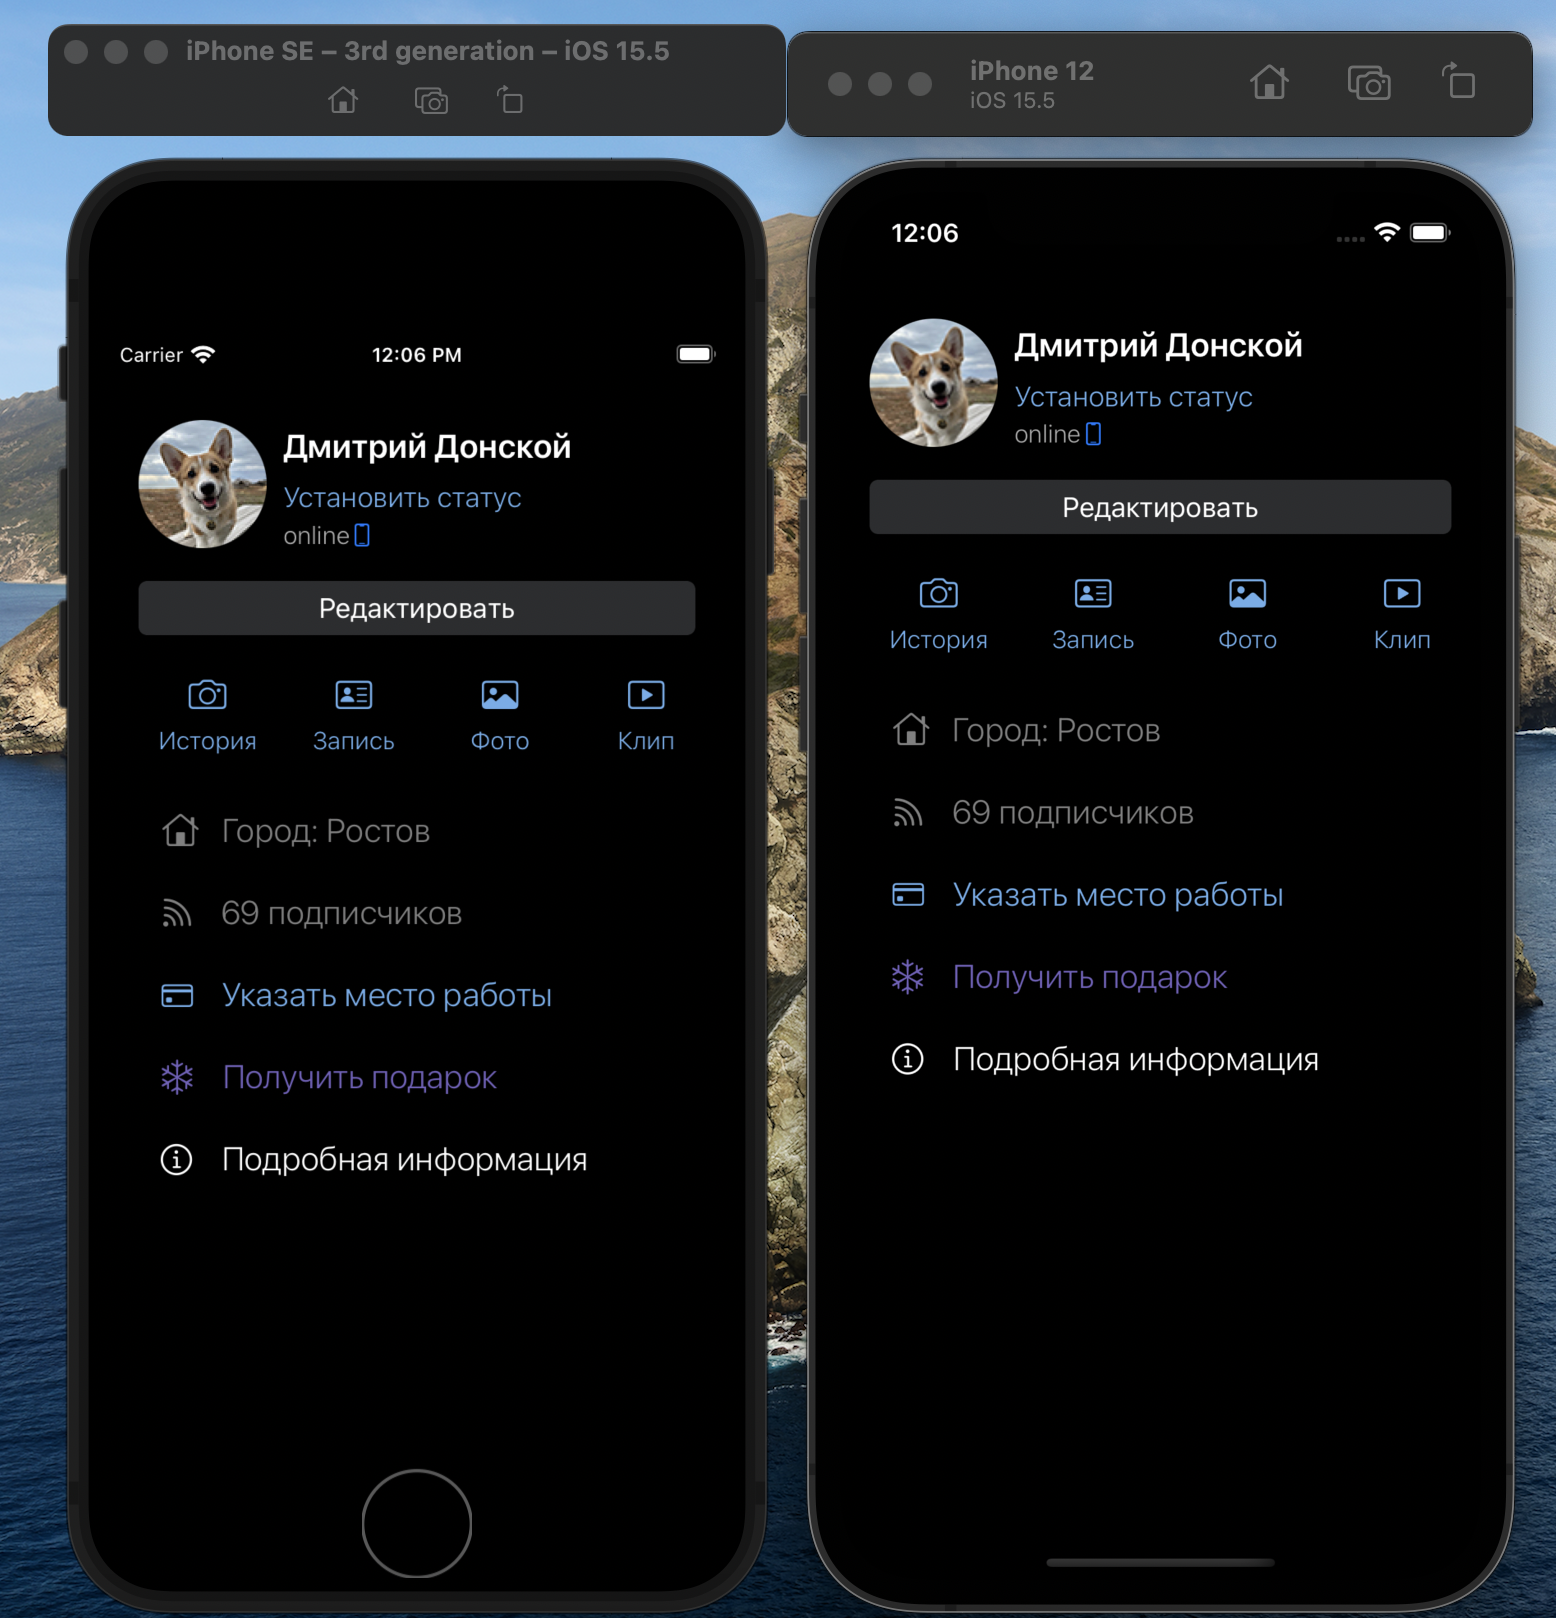 iPhone SE – 3rd generation – iOS 15.5
Carrier
12:06 PM
Дмитрий Донской
Установить статус
online
Редактировать
История
Запись
Фото
Клип
Город: Ростов
69 подписчиков
Указать место работы
Получить подарок
Подробная информация
iPhone 12
iOS 15.5
12:06
Дмитрий Донской
Установить статус
online
Редактировать
История
Запись
Фото
Клип
Город: Ростов
69 подписчиков
Указать место работы
Получить подарок
Подробная информация